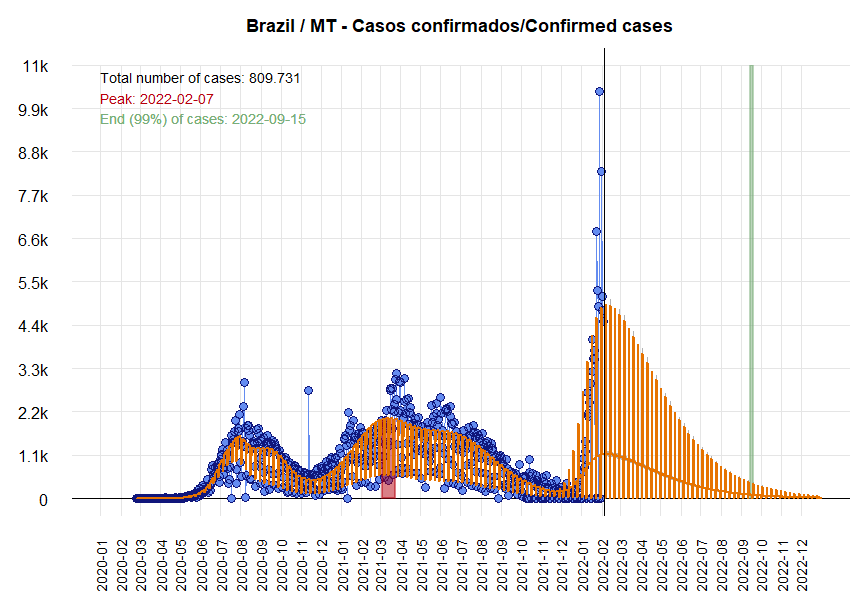 Brazil / MT - Casos confirmados/Confirmed cases
11k
Total number of cases: 809.731
Peak: 2022-02-07
End (99%) of cases: 2022-09-15
9.9k
8.8k
7.7k
6.6k
5.5k
4.4k
3.3k
2.2k
1.1k
0
2020-01
2020-02
2020-03
2020-04
2020-05
2020-06
2020-07
2020-08
2020-09
2020-10
2020-11
2020-12
2021-01
2021-02
2021-03
2021-04
2021-05
2021-06
2021-07
2021-08
2021-09
2021-10
2021-11
2021-12
2022-01
2022-02
2022-03
2022-04
2022-05
2022-06
2022-07
2022-08
2022-09
2022-10
2022-11
2022-12